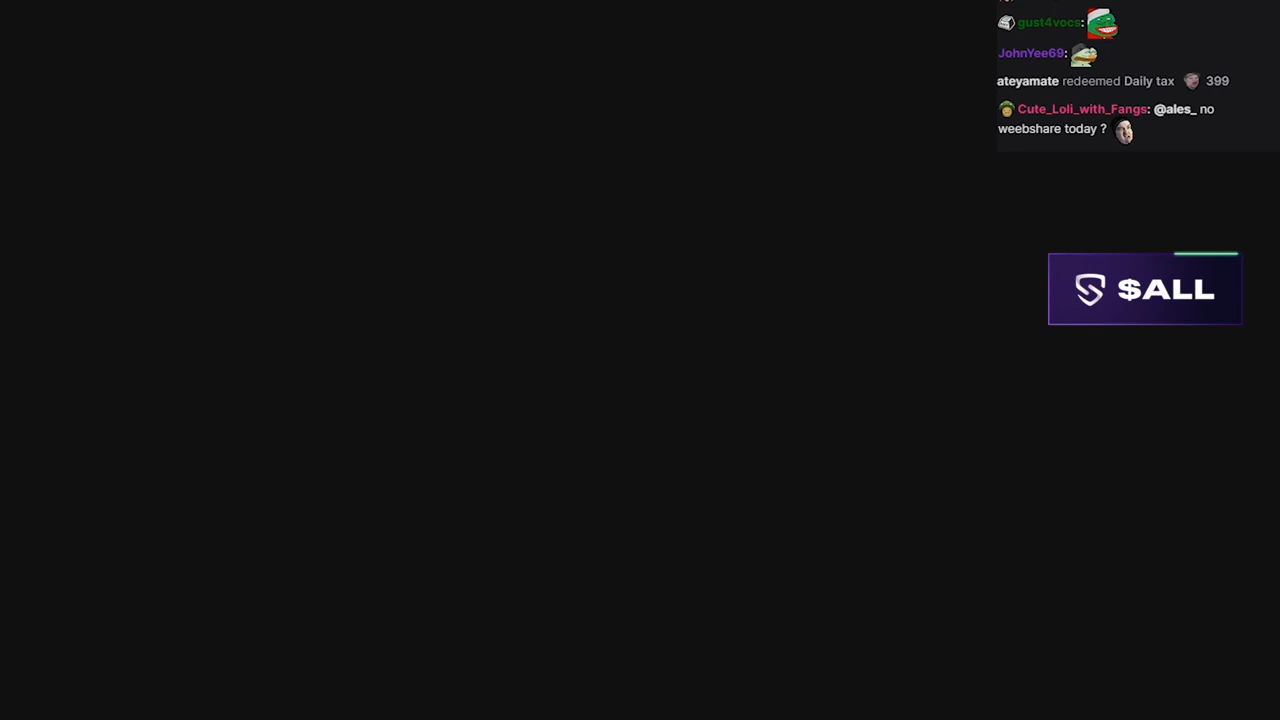 gust4vocs:
JohnYee69:
ateyamate redeemed Daily tax 399
Cute_Loli_with_Fangs: @ales_ no
weebshare today ?
$ALL